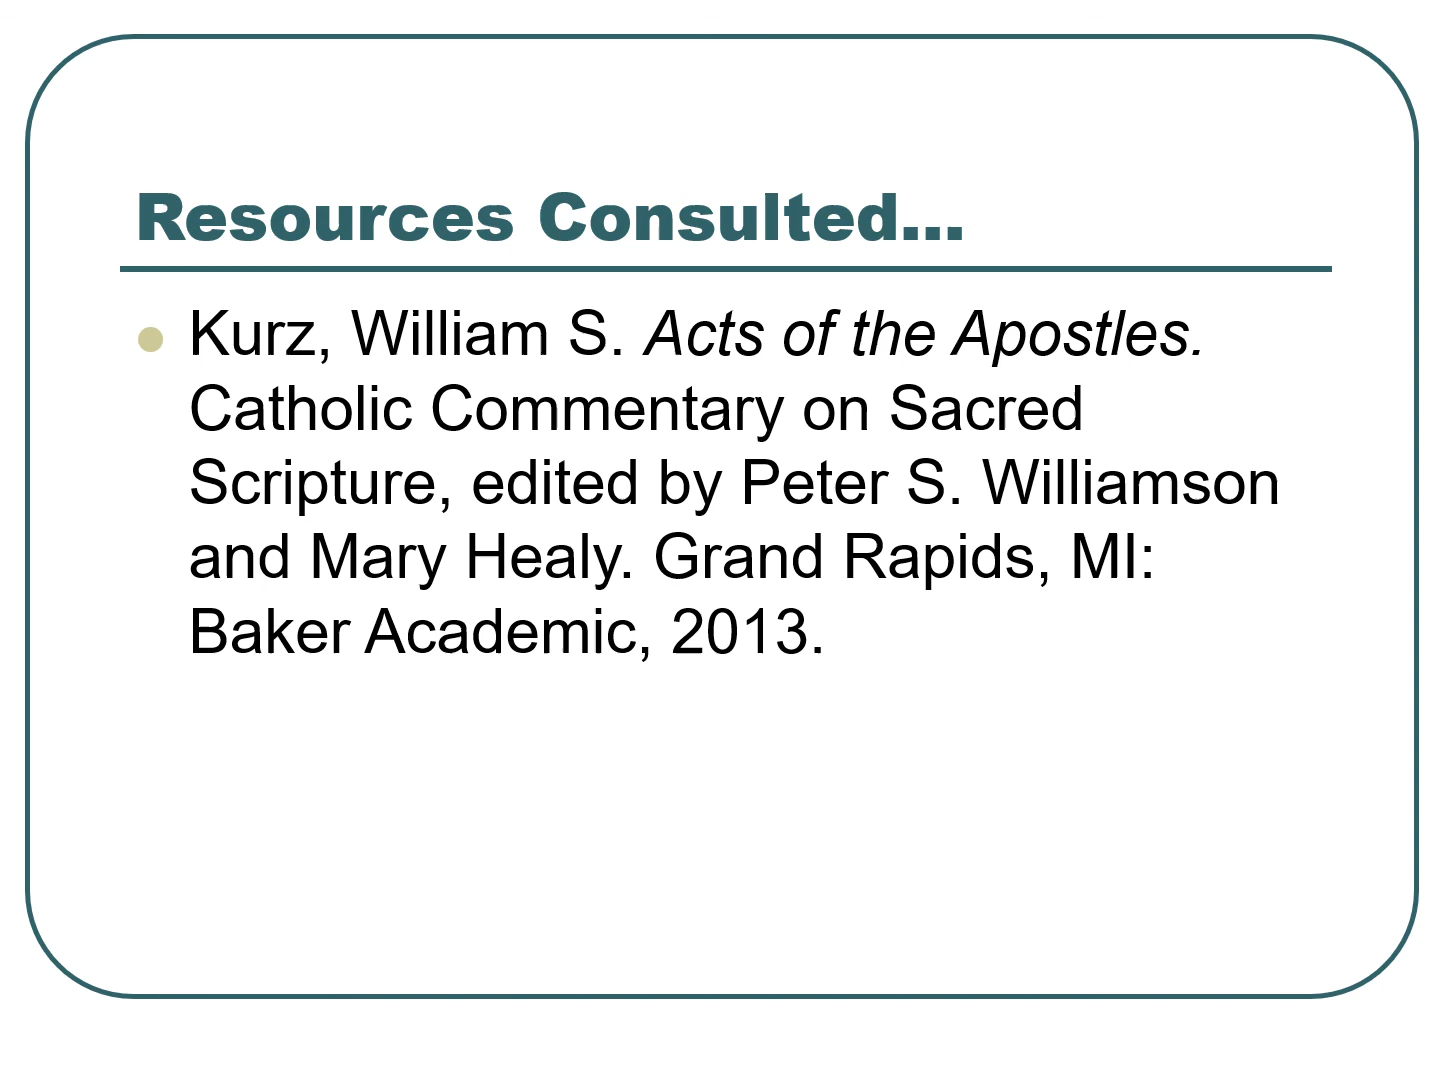 Resources Consulted…
Kurz, William S. Acts of the Apostles.
Catholic Commentary on Sacred
Scripture, edited by Peter S. Williamson
and Mary Healy. Grand Rapids, MI:
Baker Academic, 2013.